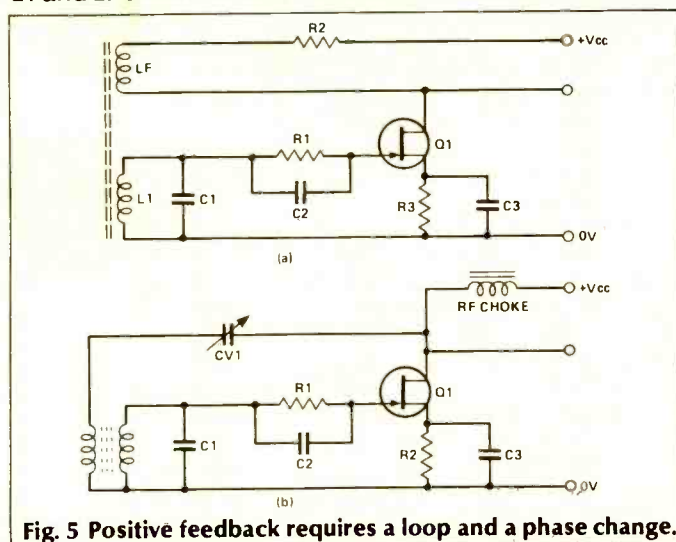 R2
+Vcc
LF
R1
Q1
L1
C1
C2
R3
C3
0V
(a)
+Vcc
RF CHOKE
CV1
R1
Q1
C1
C2
R2
C3
0V
(b)
Fig. 5 Positive feedback requires a loop and a phase change.